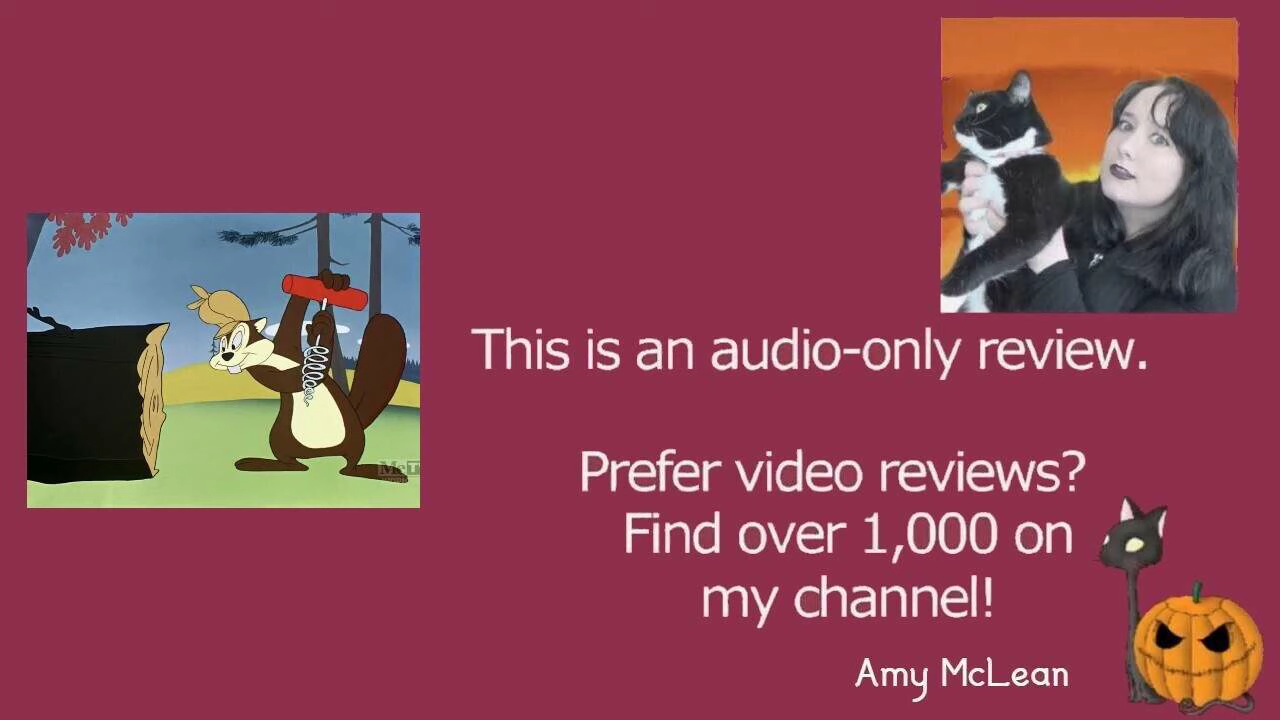 This is an audio-only review.
Prefer video reviews?
Find over 1,000 on
my channel!
Amy McLean